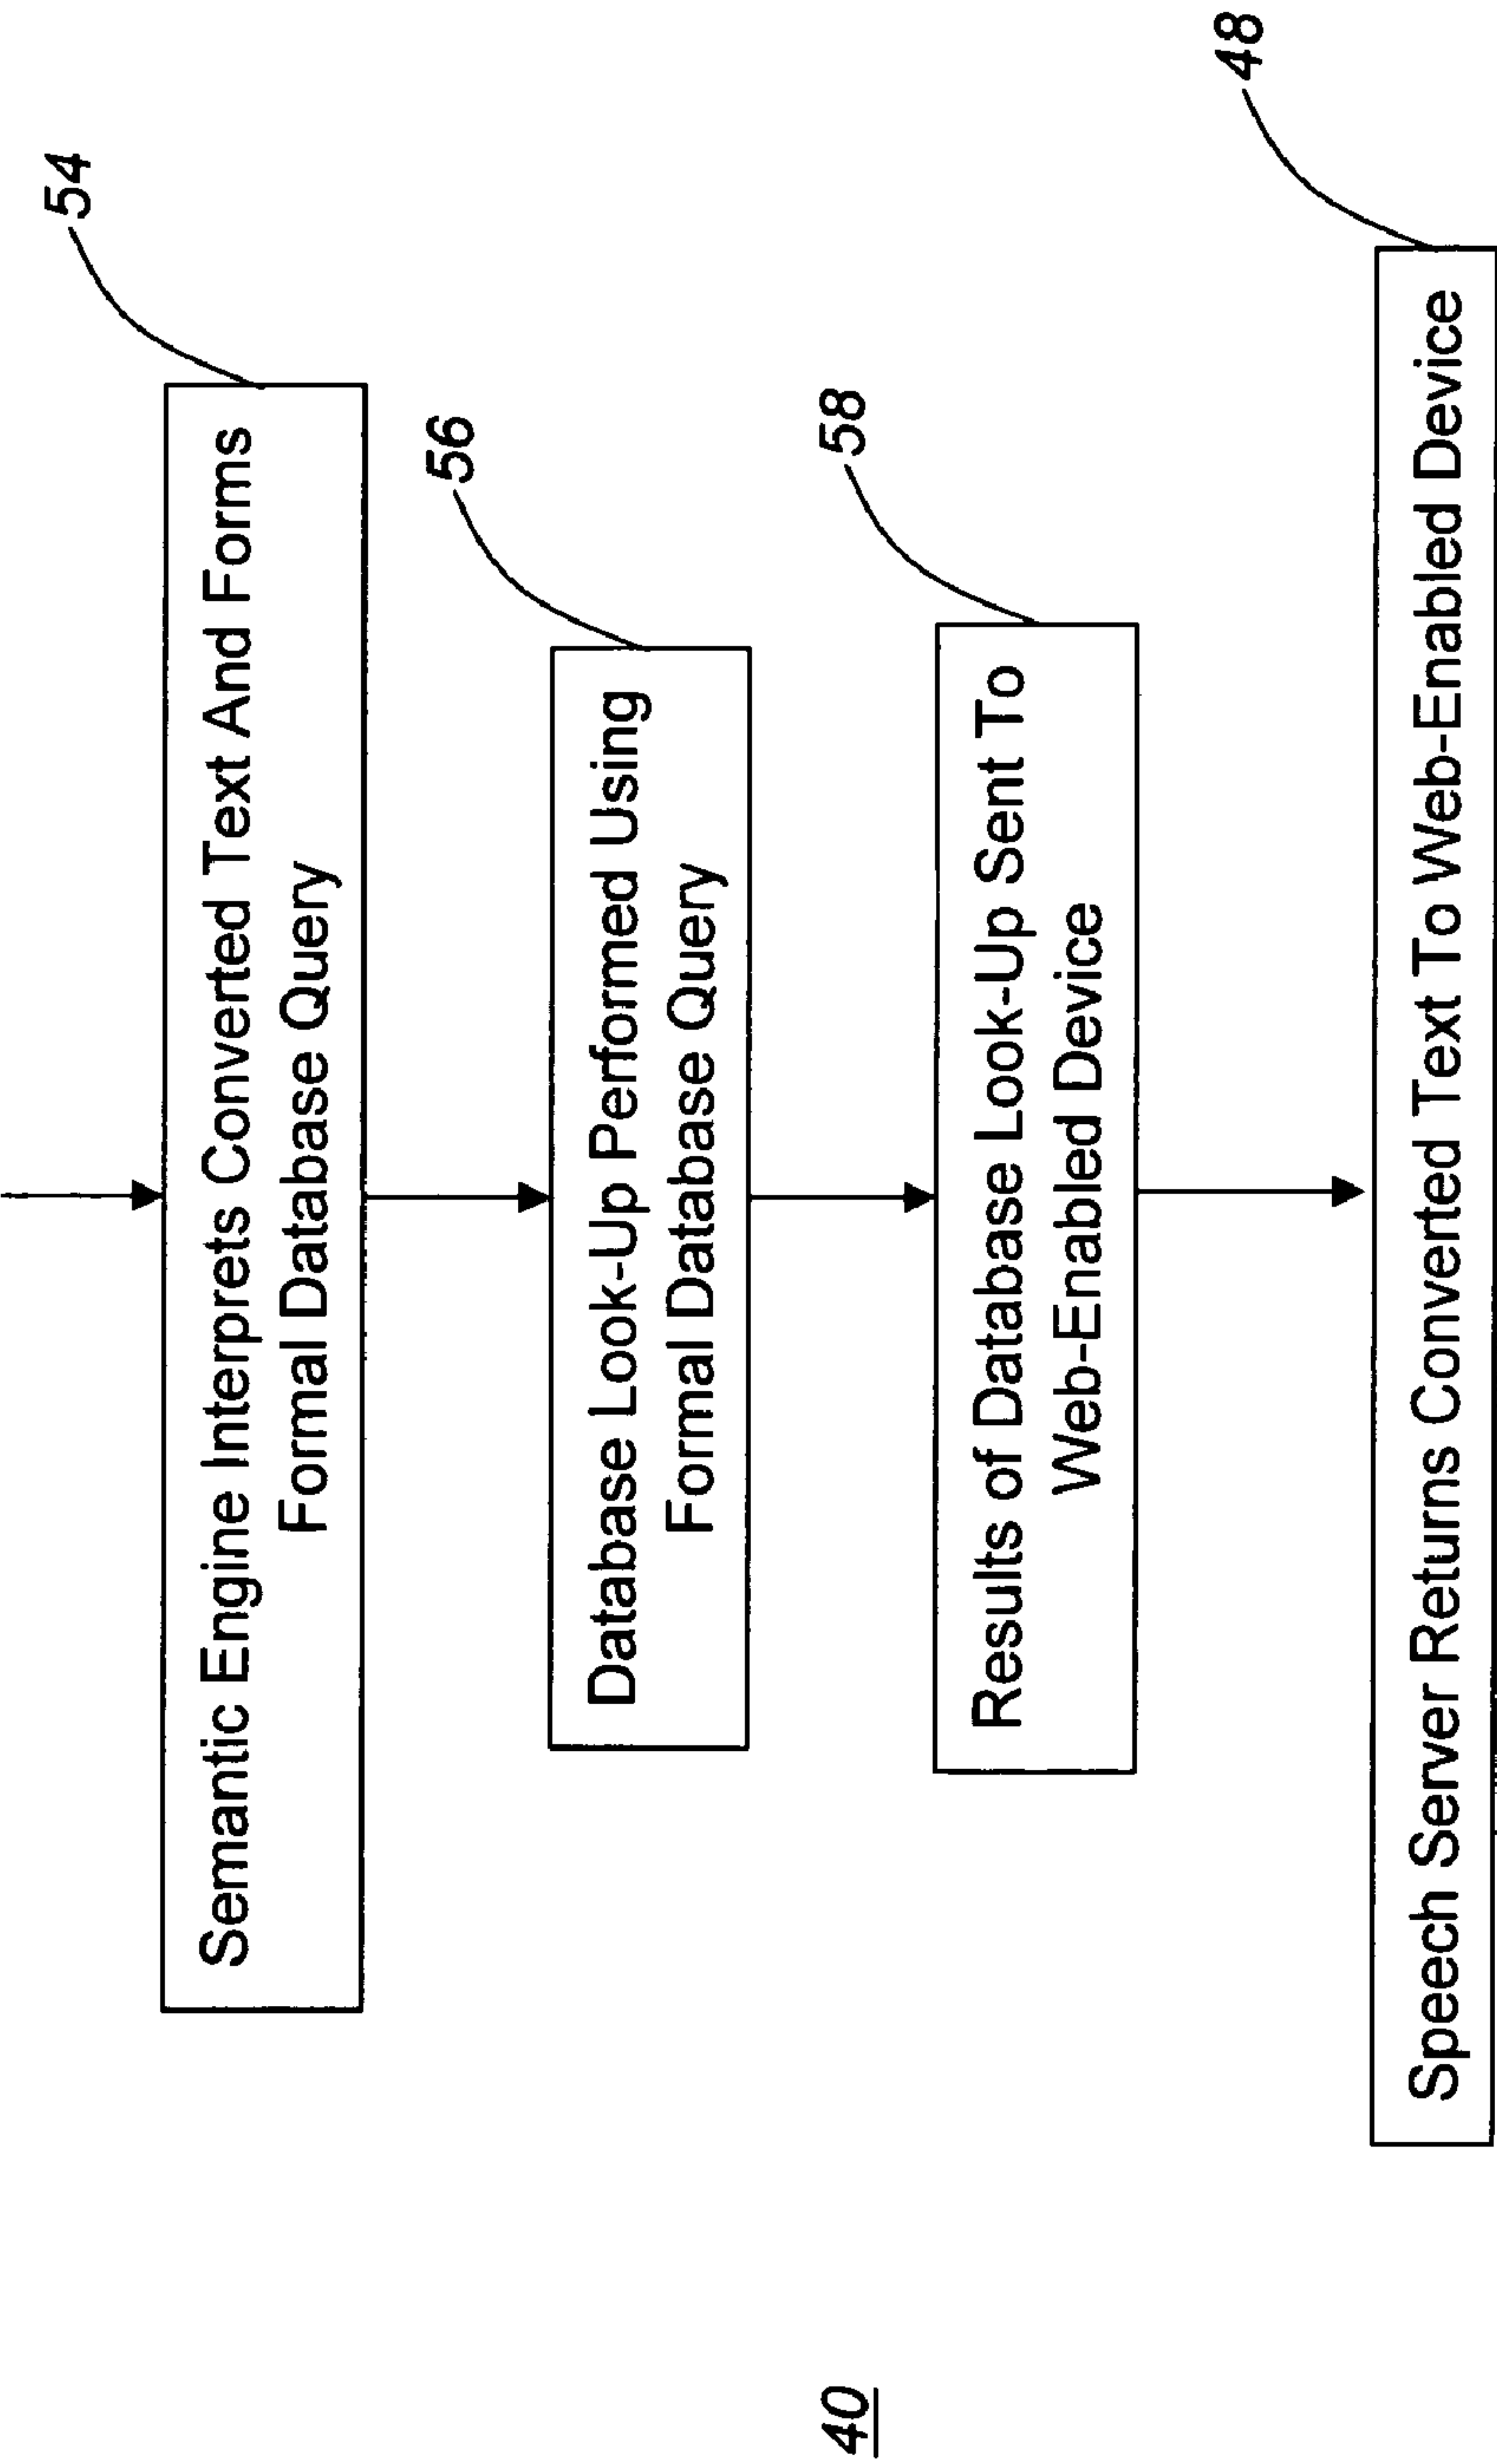 54
Semantic Engine Interprets Converted Text And Forms
Formal Database Query
56
Database Look-Up Performed Using
Formal Database Query
58
Results of Database Look-Up Sent To
Web-Enabled Device
48
Speech Server Returns Converted Text To Web-Enabled Device
40